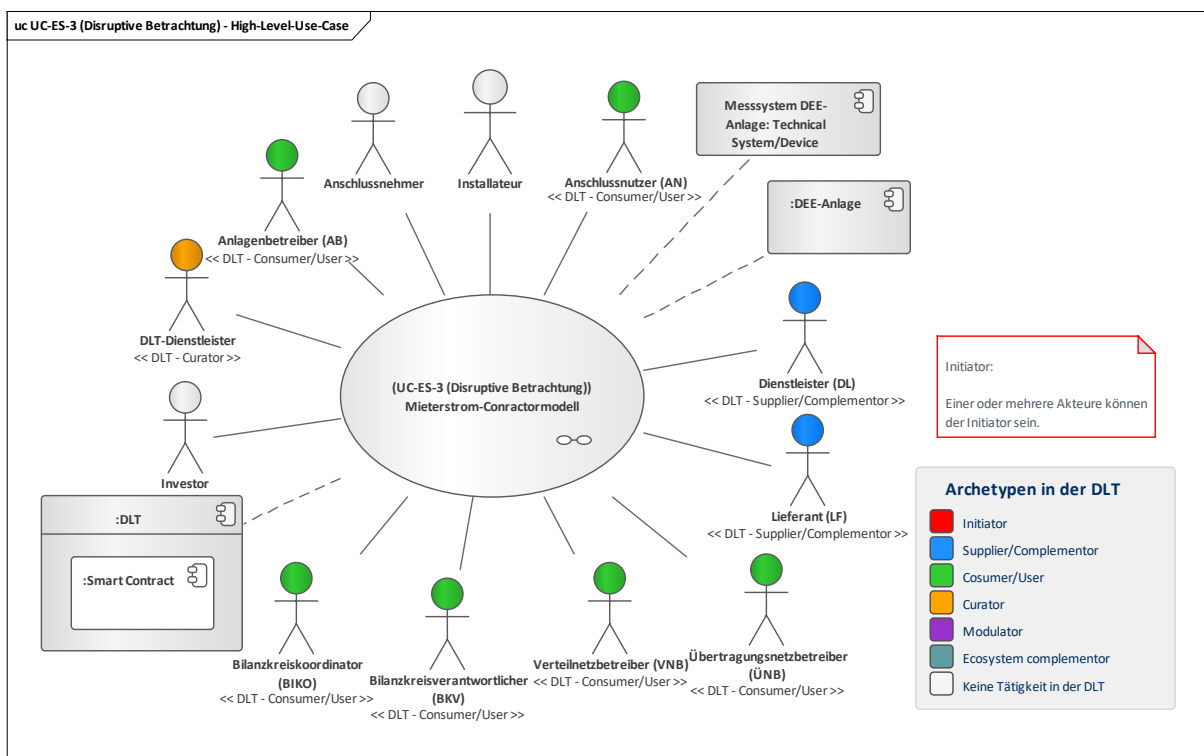 uc UC-ES-3 (Disruptive Betrachtung) - High-Level-Use-Case
Anschlussnehmer
Installateur
Anschlussnutzer (AN)
<< DLT - Consumer/User >>
Messsystem DEE-
Anlage: Technical
System/Device
:DEE-Anlage
Anlagenbetreiber (AB)
<< DLT - Consumer/User >>
DLT-Dienstleister
<< DLT - Curator >>
Investor
(UC-ES-3 (Disruptive Betrachtung))
Mieterstrom-Conractormodell
Dienstleister (DL)
<< DLT - Supplier/Complementor >>
Lieferant (LF)
<< DLT - Supplier/Complementor >>
:DLT
:Smart Contract
Bilanzkreiskoordinator
(BIKO)
<< DLT - Consumer/User >>
Bilanzkreisverantwortlicher
(BKV)
<< DLT - Consumer/User >>
Verteilnetzbetreiber (VNB)
<< DLT - Consumer/User >>
Übertragungsnetzbetreiber
(ÜNB)
<< DLT - Consumer/User >>
Initiator:
Einer oder mehrere Akteure können
der Initiator sein.
Archetypen in der DLT
Initiator
Supplier/Complementor
Cosumer/User
Curator
Modulator
Ecosystem complementor
Keine Tätigkeit in der DLT